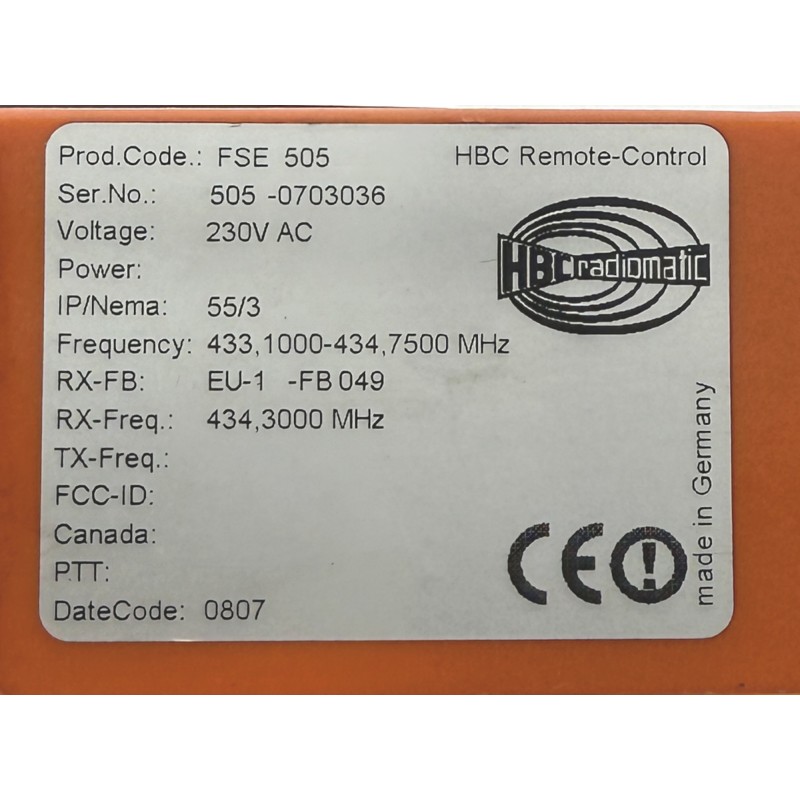 Prod.Code.: FSE 505 HBC Remote-Control
Ser.No.: 505 -0703036
Voltage: 230V AC
HBC radiomatic
Power:
IP/Nema: 55/3
Frequency: 433,1000-434,7500 MHz
RX-FB: EU-1 -FB 049
RX-Freq.: 434,3000 MHz
TX-Freq.:
FCC-ID:
Canada:
PTT:
DateCode: 0807
CE !
made in Germany